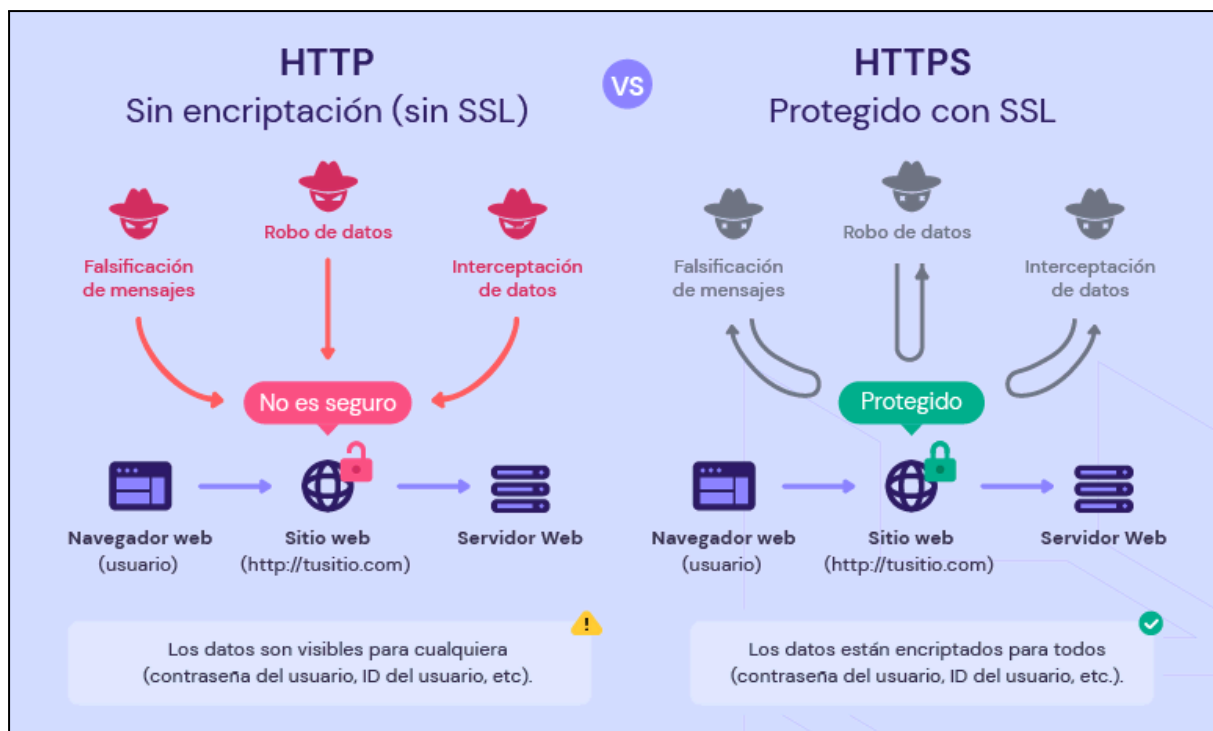 HTTP
Sin encriptación (sin SSL)
VS
HTTPS
Protegido con SSL
Falsificación
de mensajes
Robo de datos
Interceptación
de datos
No es seguro
Navegador web
(usuario)
Sitio web
(http://tusitio.com)
Servidor Web
Los datos son visibles para cualquiera
(contraseña del usuario, ID del usuario, etc).
Falsificación
de mensajes
Robo de datos
Interceptación
de datos
Protegido
Navegador web
(usuario)
Sitio web
(http://tusitio.com)
Servidor Web
Los datos están encriptados para todos
(contraseña del usuario, ID del usuario, etc.).